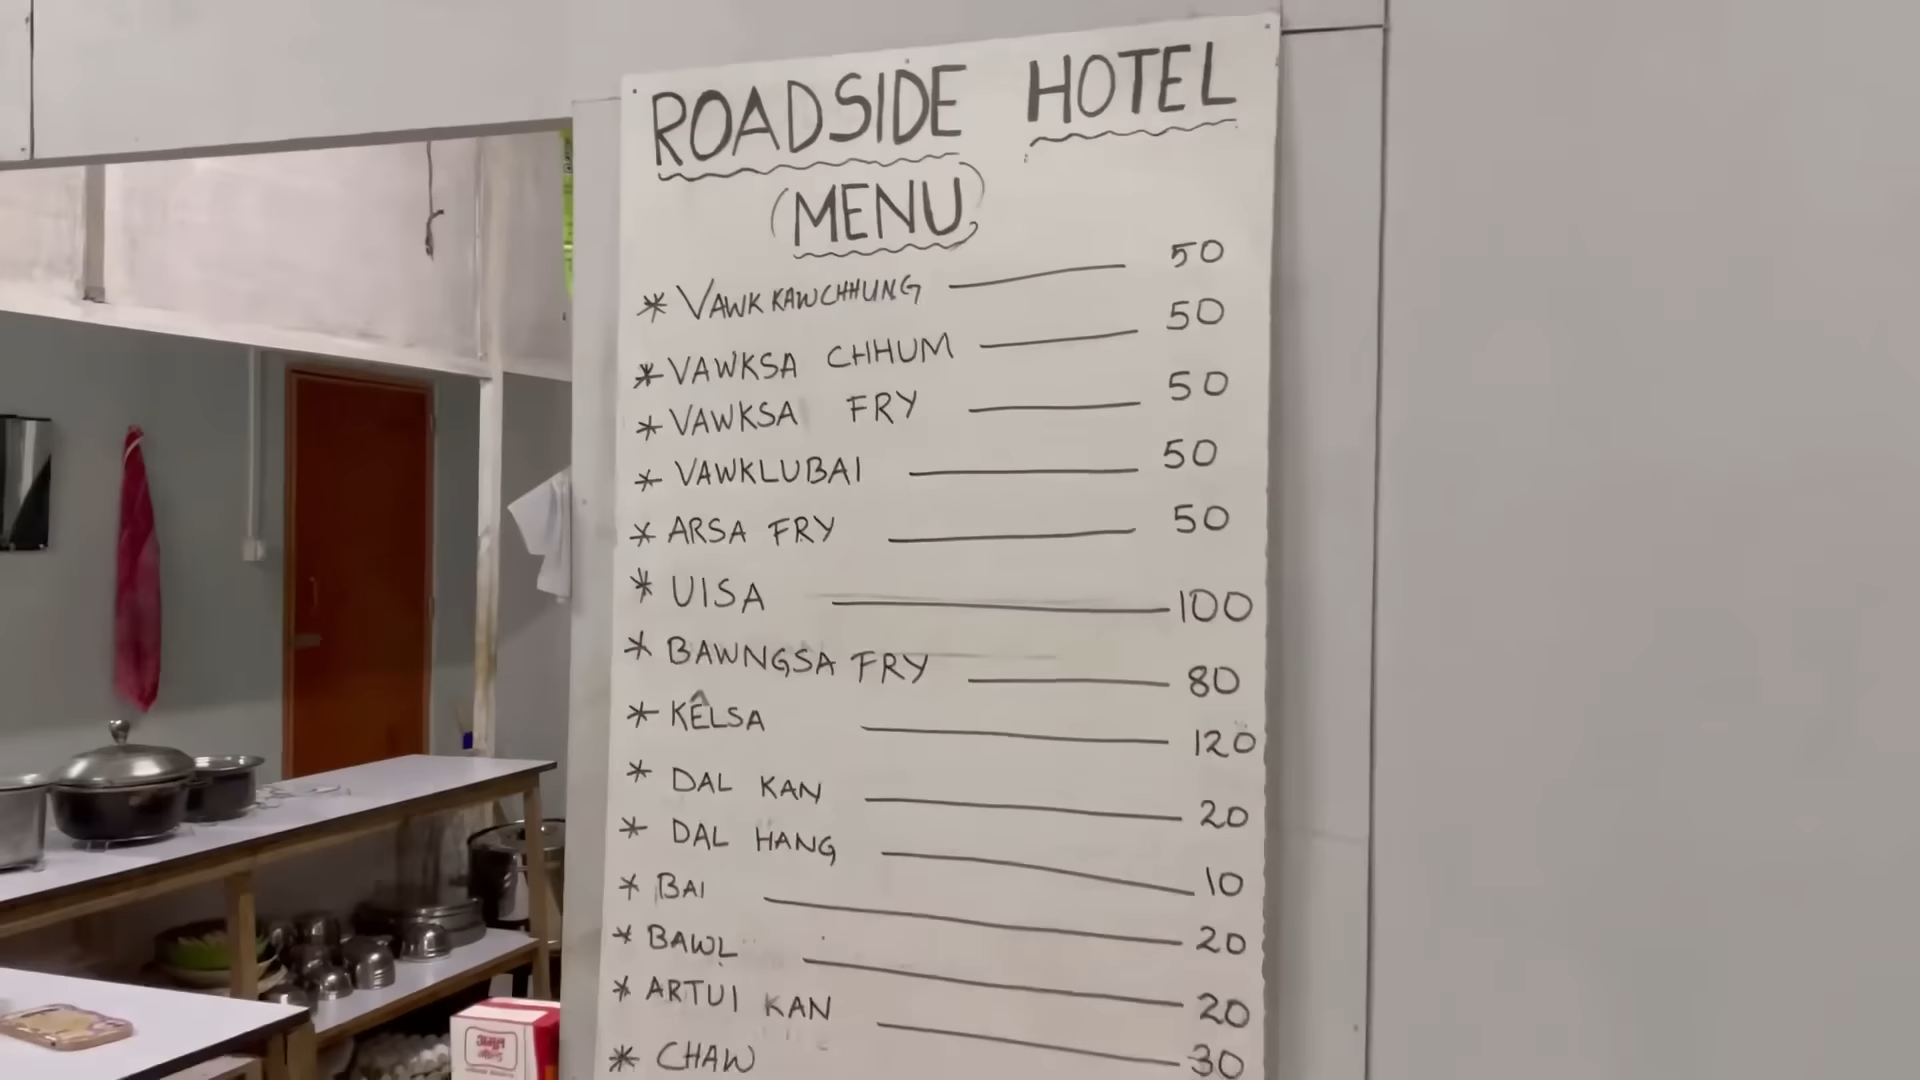 ROADSIDE HOTEL
(MENU)
* VAWK KAWCHHUNG — 50
* VAWKSA CHHUM — 50
* VAWKSA FRY — 50
* VAWKLUBAI — 50
* ARSA FRY — 50
* UISA — 100
* BAWNGSA FRY — 80
* KÊLSA — 120
* DAL KAN — 20
* DAL HANG — 10
* BAI — 20
* BAWL — 20
* ARTUI KAN — 30
* CHAW
अमूल